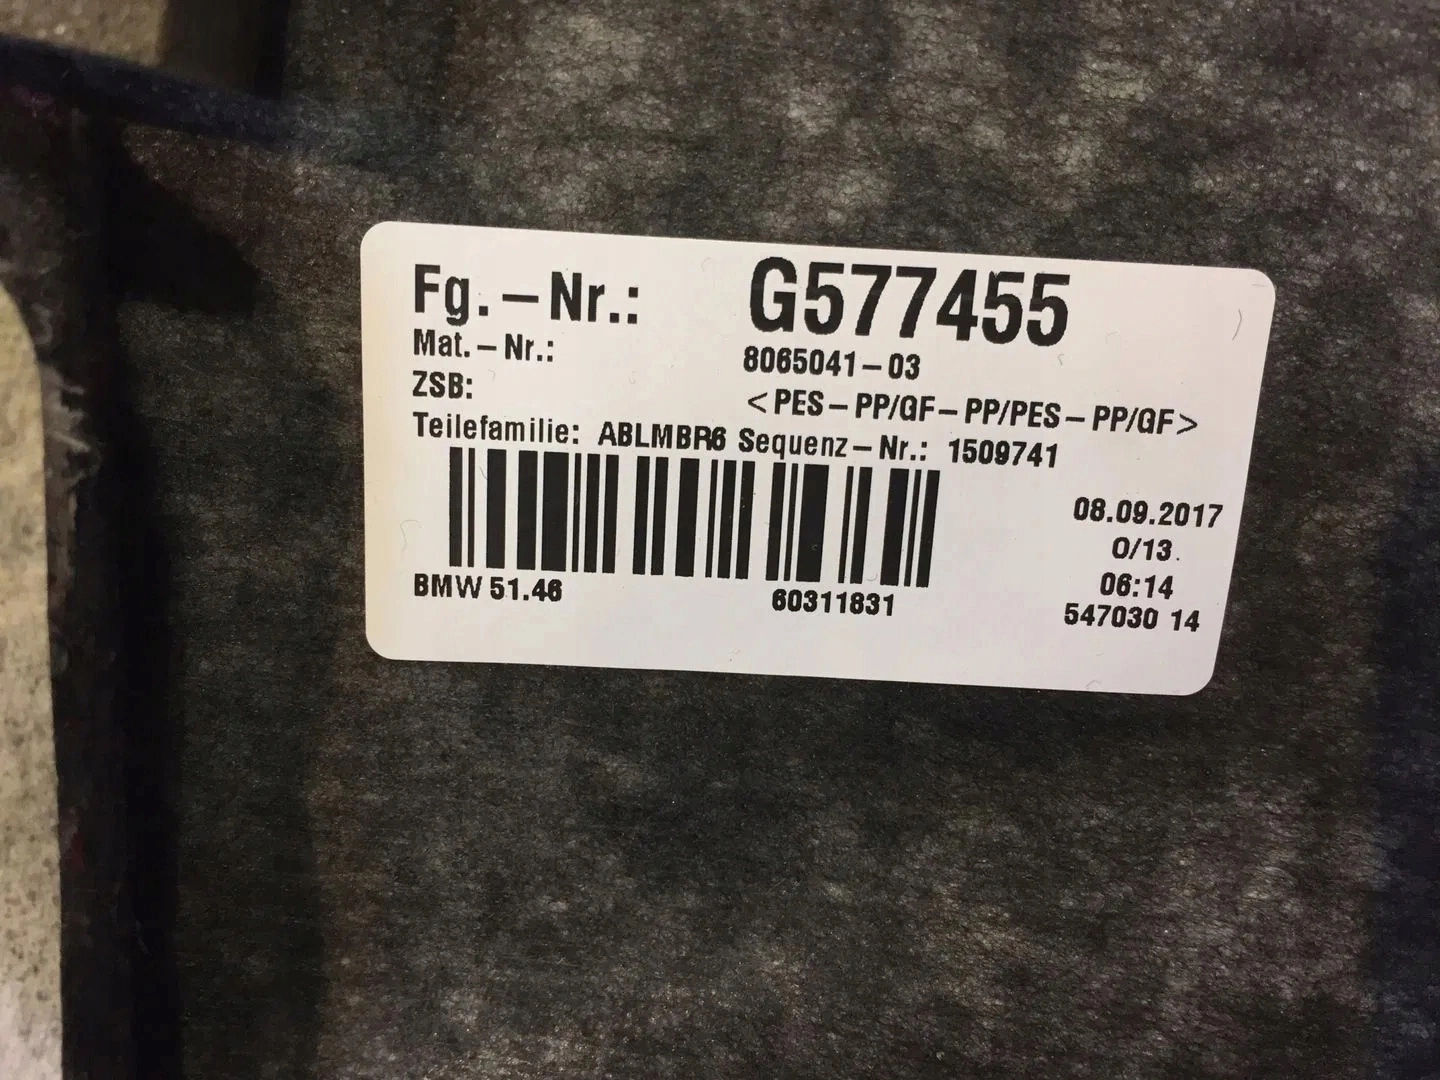 Fg.-Nr.: G577455
Mat.-Nr.: 8065041-03
ZSB: <PES-PP/GF-PP/PES-PP/GF>
Teilefamilie: ABLMBR6 Sequenz-Nr.: 1509741
08.09.2017
0/13.
06:14
BMW 51.46 60311831 547030 14